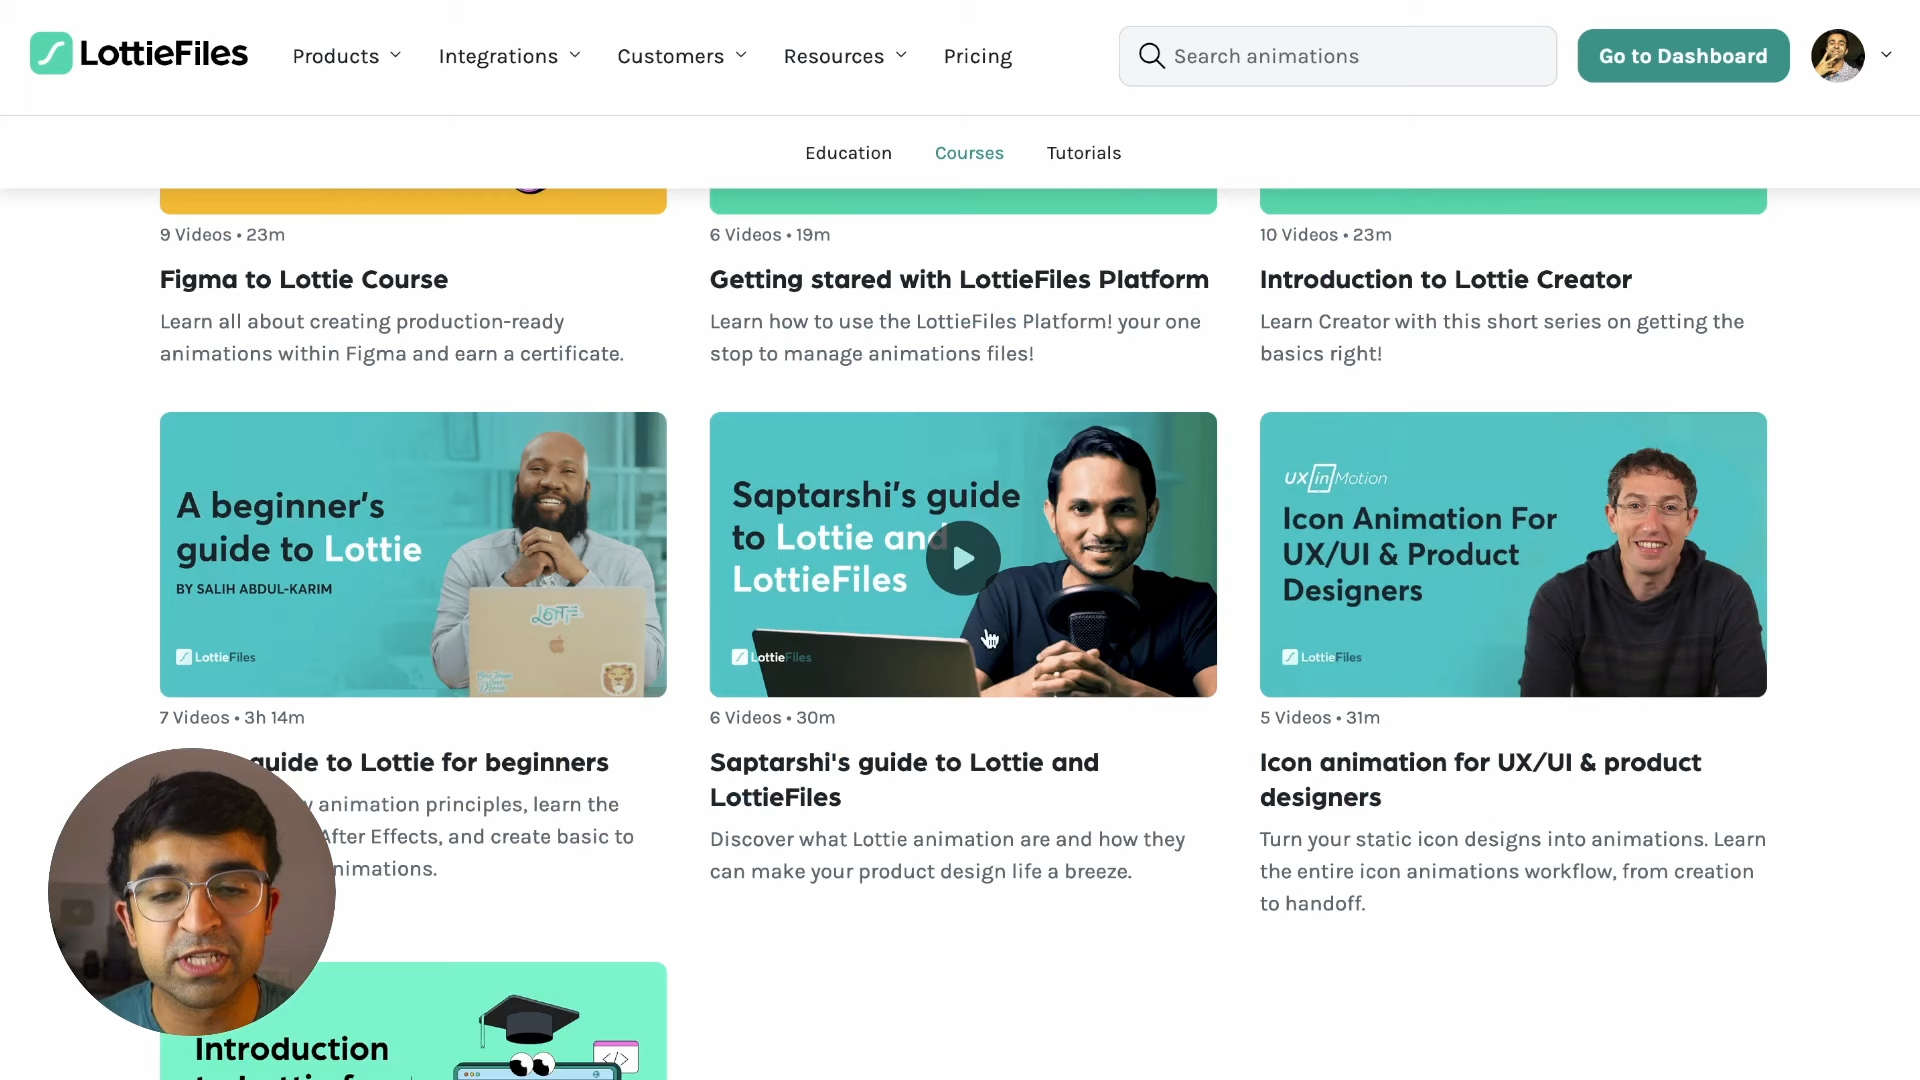 LottieFiles
Products
Integrations
Customers
Resources
Pricing
Search animations
Go to Dashboard
Education
Courses
Tutorials
9 Videos • 23m
Figma to Lottie Course
Learn all about creating production-ready
animations within Figma and earn a certificate.
6 Videos • 19m
Getting stared with LottieFiles Platform
Learn how to use the LottieFiles Platform! your one
stop to manage animations files!
10 Videos • 23m
Introduction to Lottie Creator
Learn Creator with this short series on getting the
basics right!
A beginner's
guide to Lottie
BY SALIH ABDUL-KARIM
LottieFiles
Saptarshi's guide
to Lottie and
LottieFiles
LottieFiles
UX[in]Motion
Icon Animation For
UX/UI & Product
Designers
LottieFiles
7 Videos • 3h 14m
guide to Lottie for beginners
animation principles, learn the
After Effects, and create basic to
animations.
6 Videos • 30m
Saptarshi's guide to Lottie and
LottieFiles
Discover what Lottie animation are and how they
can make your product design life a breeze.
5 Videos • 31m
Icon animation for UX/UI & product
designers
Turn your static icon designs into animations. Learn
the entire icon animations workflow, from creation
to handoff.
Introduction